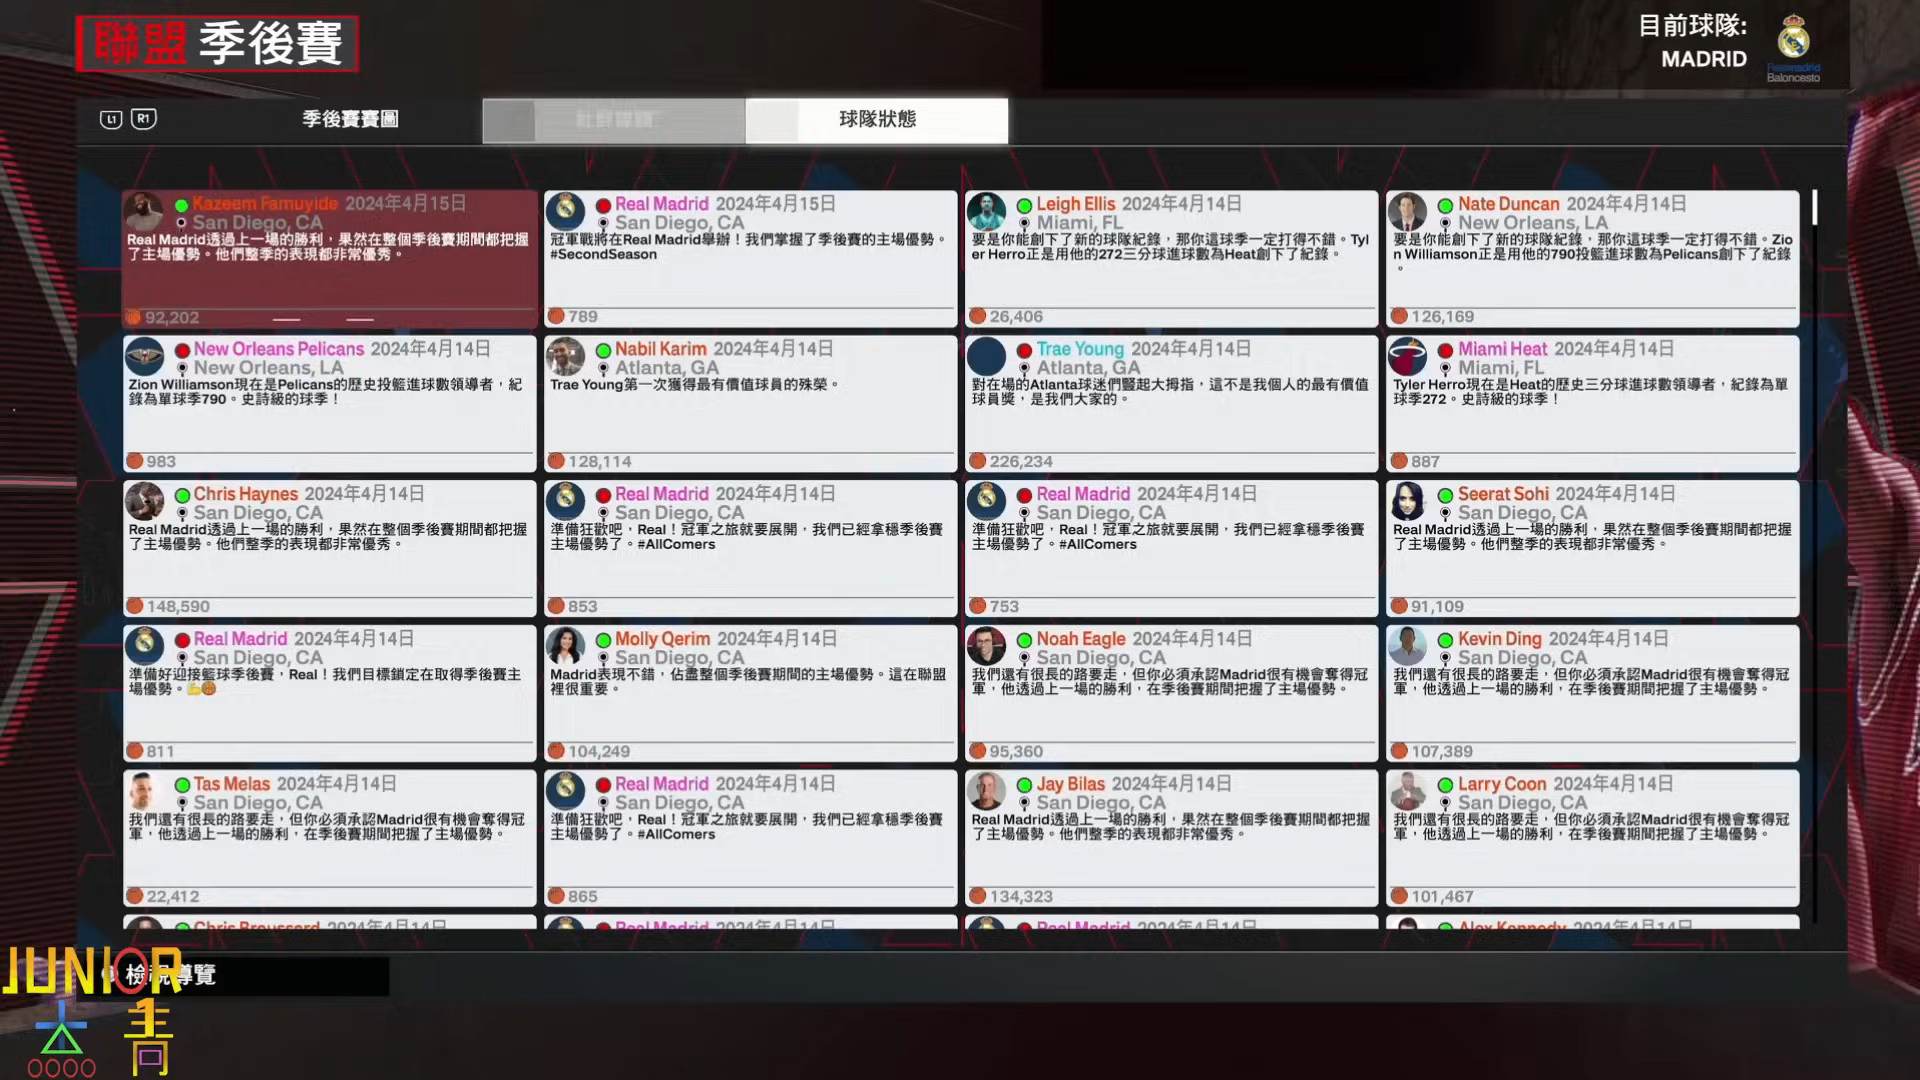 聯盟 季後賽
目前球隊:
MADRID
Realmadrid
Baloncesto
L1 R1 季後賽賽圖 球隊狀態
Kazeem Famuyide 2024年4月15日
San Diego, CA
Real Madrid透過上一場的勝利，果然在整個季後賽期間都把握
了主場優勢。他們整季的表現都非常優秀。
92,202
Real Madrid 2024年4月15日
San Diego, CA
冠軍戰將在Real Madrid舉辦！我們掌握了季後賽的主場優勢。
#SecondSeason
789
Leigh Ellis 2024年4月14日
Miami, FL
要是你能創下了新的球隊紀錄，那你這球季一定打得不錯。Tyl
er Herro正是用他的272三分球進球數為Heat創下了紀錄。
26,406
Nate Duncan 2024年4月14日
New Orleans, LA
要是你能創下了新的球隊紀錄，那你這球季一定打得不錯。Zio
n Williamson正是用他的790投籃進球數為Pelicans創下了紀錄
。
126,169
New Orleans Pelicans 2024年4月14日
New Orleans, LA
Zion Williamson現在是Pelicans的歷史投籃進球數領導者，紀
錄為單球季790。史詩級的球季！
983
Nabil Karim 2024年4月14日
Atlanta, GA
Trae Young第一次獲得最有價值球員的殊榮。
128,114
Trae Young 2024年4月14日
Atlanta, GA
對在場的Atlanta球迷們豎起大拇指，這不是我個人的最有價值
球員獎，是我們大家的。
226,234
Miami Heat 2024年4月14日
Miami, FL
Tyler Herro現在是Heat的歷史三分球進球數領導者，紀錄為單
球季272。史詩級的球季！
887
Chris Haynes 2024年4月14日
San Diego, CA
Real Madrid透過上一場的勝利，果然在整個季後賽期間都把握
了主場優勢。他們整季的表現都非常優秀。
148,590
Real Madrid 2024年4月14日
San Diego, CA
準備狂歡吧，Real！冠軍之旅就要展開，我們已經拿穩季後賽
主場優勢了。#AllComers
853
Real Madrid 2024年4月14日
San Diego, CA
準備狂歡吧，Real！冠軍之旅就要展開，我們已經拿穩季後賽
主場優勢了。#AllComers
753
Seerat Sohi 2024年4月14日
San Diego, CA
Real Madrid透過上一場的勝利，果然在整個季後賽期間都把握
了主場優勢。他們整季的表現都非常優秀。
91,109
Real Madrid 2024年4月14日
San Diego, CA
準備好迎接籃球季後賽，Real！我們目標鎖定在取得季後賽主
場優勢。💪🏀
811
Molly Qerim 2024年4月14日
San Diego, CA
Madrid表現不錯，佔盡整個季後賽期間的主場優勢。這在聯盟
裡很重要。
104,249
Noah Eagle 2024年4月14日
San Diego, CA
我們還有很長的路要走，但你必須承認Madrid很有機會奪得冠
軍，他透過上一場的勝利，在季後賽期間把握了主場優勢。
95,360
Kevin Ding 2024年4月14日
San Diego, CA
我們還有很長的路要走，但你必須承認Madrid很有機會奪得冠
軍，他透過上一場的勝利，在季後賽期間把握了主場優勢。
107,389
Tas Melas 2024年4月14日
San Diego, CA
我們還有很長的路要走，但你必須承認Madrid很有機會奪得冠
軍，他透過上一場的勝利，在季後賽期間把握了主場優勢。
22,412
Real Madrid 2024年4月14日
San Diego, CA
準備狂歡吧，Real！冠軍之旅就要展開，我們已經拿穩季後賽
主場優勢了。#AllComers
865
Jay Bilas 2024年4月14日
San Diego, CA
Real Madrid透過上一場的勝利，果然在整個季後賽期間都把握
了主場優勢。他們整季的表現都非常優秀。
134,323
Larry Coon 2024年4月14日
San Diego, CA
我們還有很長的路要走，但你必須承認Madrid很有機會奪得冠
軍，他透過上一場的勝利，在季後賽期間把握了主場優勢。
101,467
Chris Broussard 2024年4月14日
Real Madrid 2024年4月14日
Real Madrid 2024年4月14日
Alex Kennedy 2024年4月14日
JUNIOR
檢視導覽